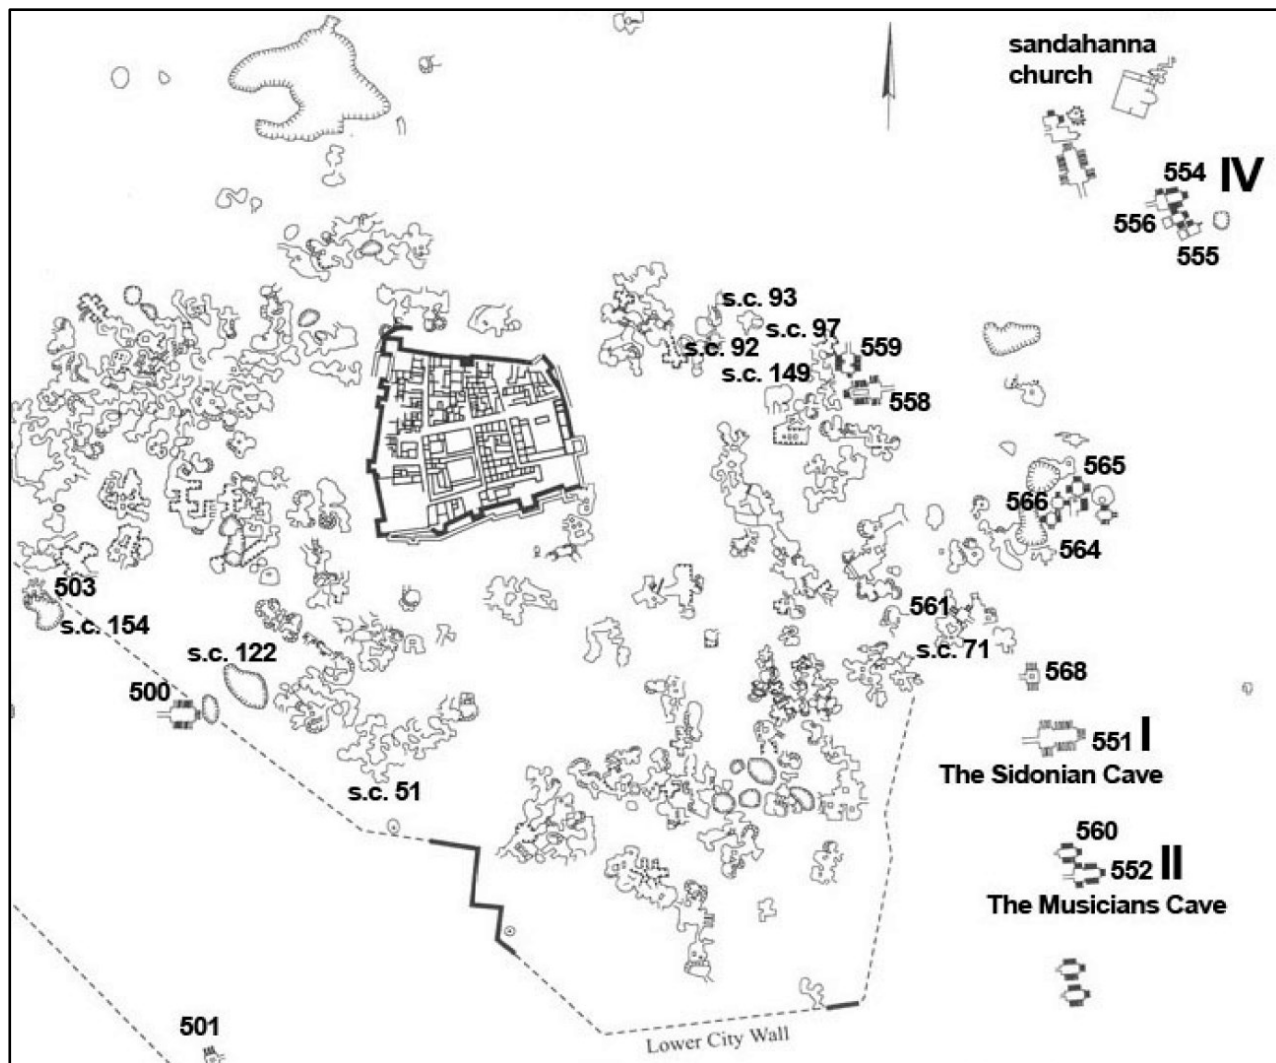 sandahanna
church
554 IV
556
555
s.c. 93
s.c. 97
s.c. 92
559
s.c. 149
558
565
566
564
503
561
s.c. 154
s.c. 122
s.c. 71
568
500
551 I
The Sidonian Cave
s.c. 51
560
552 II
The Musicians Cave
501
Lower City Wall